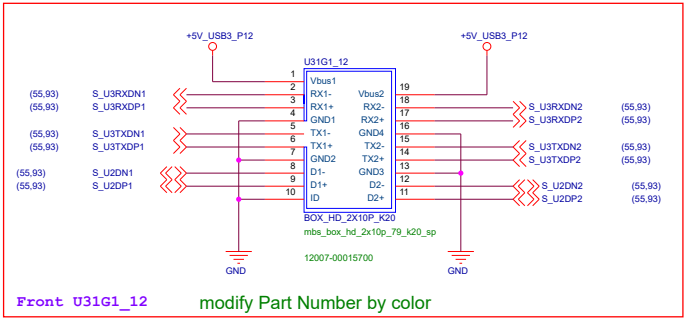 +5V_USB3_P12 +5V_USB3_P12
U31G1_12
1 Vbus1
(55,93) S_U3RXDN1 2 RX1- Vbus2 19
(55,93) S_U3RXDP1 3 RX1+ RX2- 18 S_U3RXDN2 (55,93)
4 GND1 RX2+ 17 S_U3RXDP2 (55,93)
(55,93) S_U3TXDN1 5 TX1- GND4 16
(55,93) S_U3TXDP1 6 TX1+ TX2- 15 S_U3TXDN2 (55,93)
7 GND2 TX2+ 14 S_U3TXDP2 (55,93)
(55,93) S_U2DN1 8 D1- GND3 13
(55,93) S_U2DP1 9 D1+ D2- 12 S_U2DN2 (55,93)
10 ID D2+ 11 S_U2DP2 (55,93)
BOX_HD_2X10P_K20
mbs_box_hd_2x10p_79_k20_sp
12007-00015700
GND GND
Front U31G1_12 modify Part Number by color